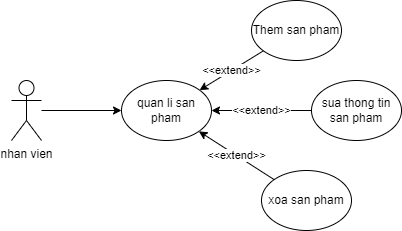 Them san pham
<<extend>>
quan li san
pham
<<extend>>
sua thong tin
san pham
nhan vien
<<extend>>
xoa san pham